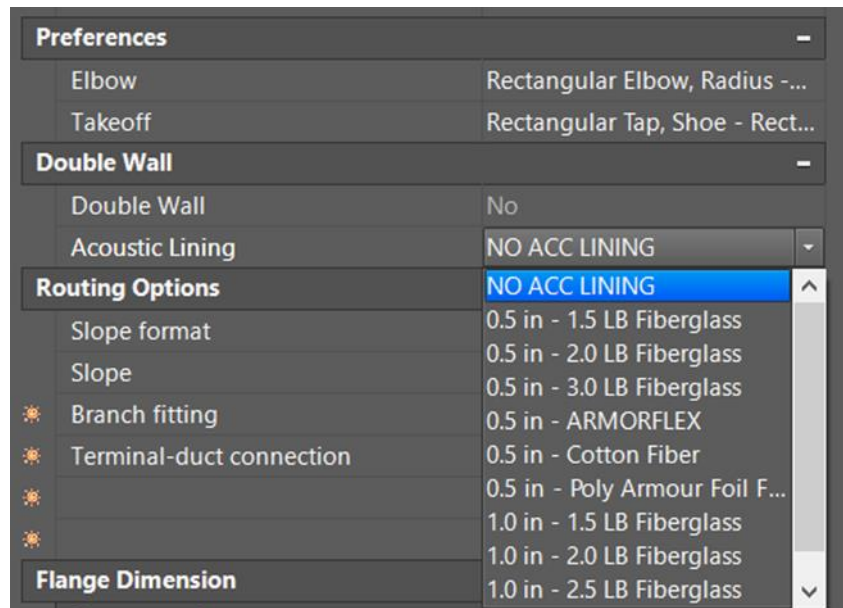 Preferences
Elbow Rectangular Elbow, Radius -...
Takeoff Rectangular Tap, Shoe - Rect...
Double Wall
Double Wall No
Acoustic Lining NO ACC LINING
Routing Options NO ACC LINING
Slope format 0.5 in - 1.5 LB Fiberglass
0.5 in - 2.0 LB Fiberglass
Slope 0.5 in - 3.0 LB Fiberglass
Branch fitting 0.5 in - ARMORFLEX
Terminal-duct connection 0.5 in - Cotton Fiber
0.5 in - Poly Armour Foil F...
1.0 in - 1.5 LB Fiberglass
1.0 in - 2.0 LB Fiberglass
Flange Dimension 1.0 in - 2.5 LB Fiberglass